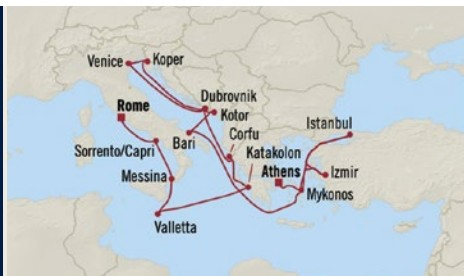 Venice
Koper
Rome
Dubrovnik
Kotor
Istanbul
Bari
Corfu
Sorrento/Capri
Katakolon
Messina
Athens
Izmir
Mykonos
Valletta